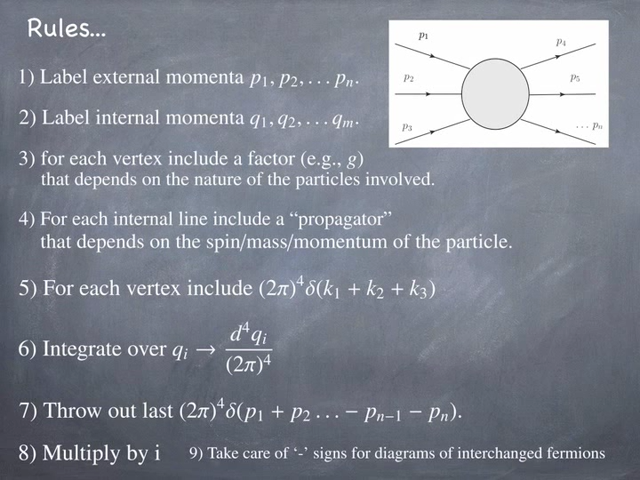 Rules...
p₁
p₄
p₂
p₅
p₃
... pₙ
1) Label external momenta p₁, p₂, . . . pₙ.
2) Label internal momenta q₁, q₂, . . . qₘ.
3) for each vertex include a factor (e.g., g)
that depends on the nature of the particles involved.
4) For each internal line include a “propagator”
that depends on the spin/mass/momentum of the particle.
5) For each vertex include (2π)⁴δ(k₁ + k₂ + k₃)
6) Integrate over qᵢ → d⁴qᵢ/(2π)⁴
7) Throw out last (2π)⁴δ(p₁ + p₂ . . . − pₙ₋₁ − pₙ).
8) Multiply by i
9) Take care of ‘-’ signs for diagrams of interchanged fermions